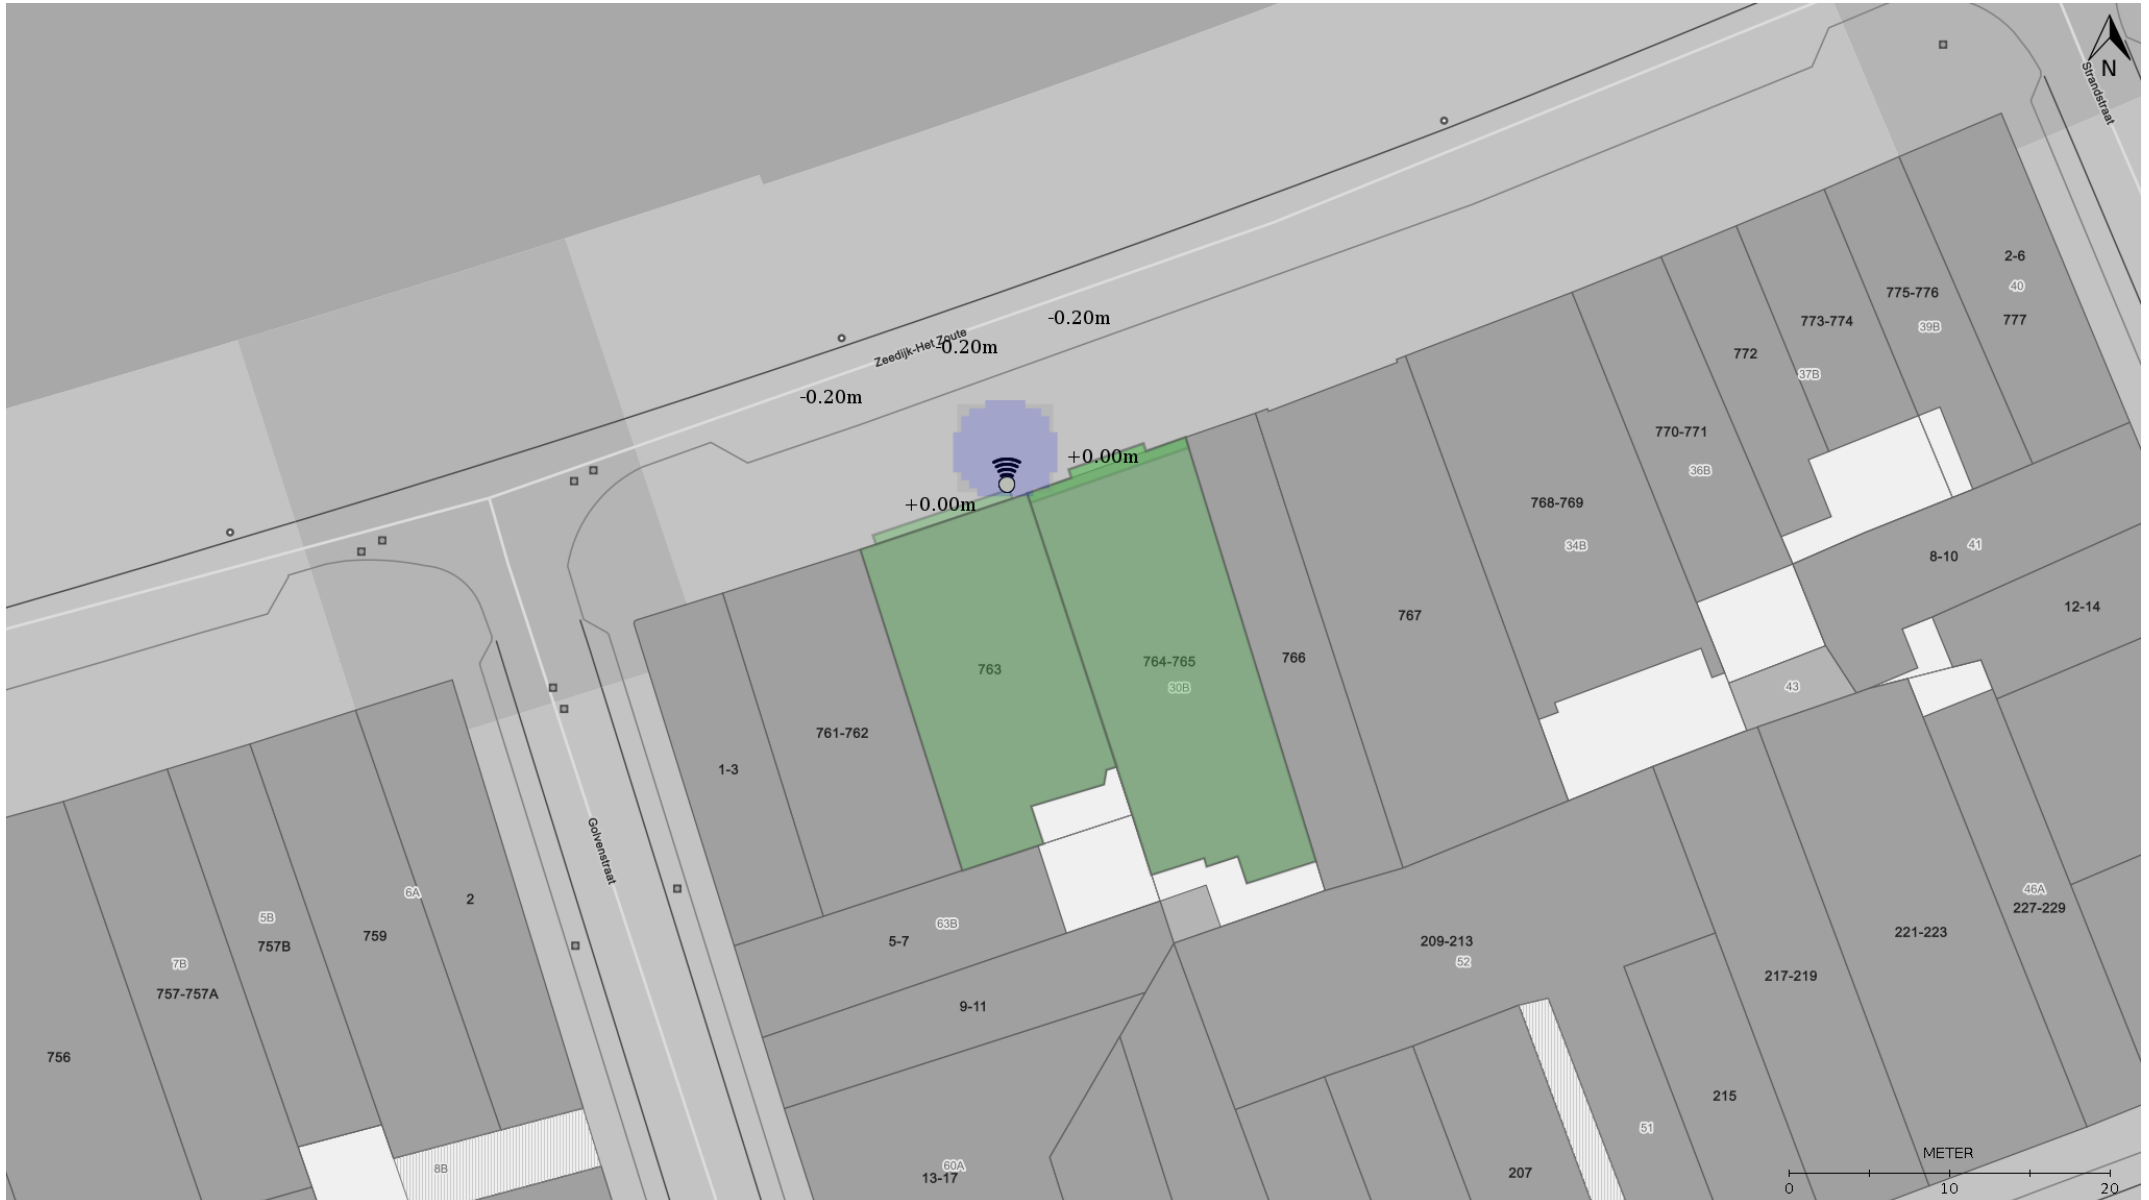 N
Strandstraat
2-6
40
775-776
-0.20m
773-774
39B
777
Zeedijk-Het Zoute
-0.20m
772
37B
-0.20m
770-771
+0.00m
36B
768-769
+0.00m
34B
8-10
41
12-14
767
766
764-765
763
30B
43
761-762
1-3
Golvenstraat
46A
6A
2
227-229
5B
63B
221-223
759
5-7
209-213
757B
52
7B
217-219
757-757A
9-11
756
215
51
METER
60A
8B
207
13-17
0
10
20